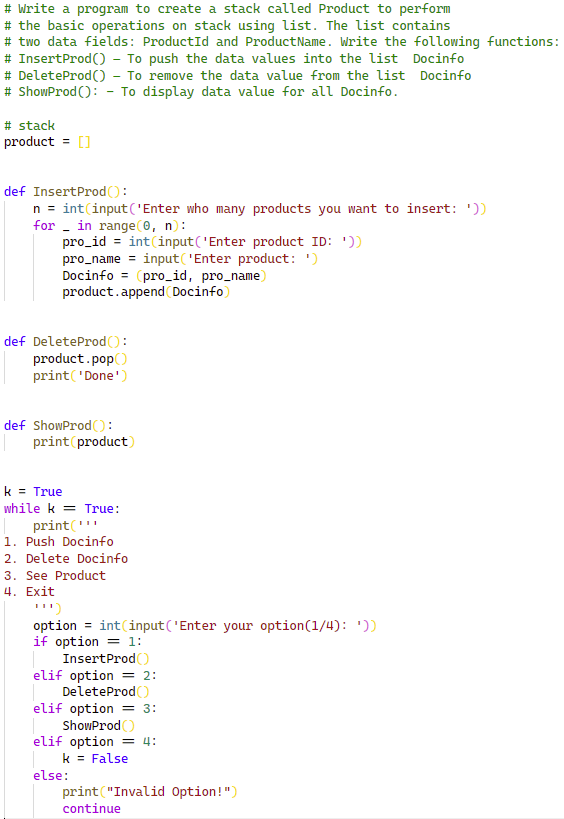 # Write a program to create a stack called Product to perform
# the basic operations on stack using list. The list contains
# two data fields: ProductId and ProductName. Write the following functions:
# InsertProd() – To push the data values into the list  Docinfo
# DeleteProd() – To remove the data value from the list  Docinfo
# ShowProd(): – To display data value for all Docinfo.
# stack
product = []
def InsertProd():
    n = int(input('Enter who many products you want to insert: '))
    for _ in range(0, n):
        pro_id = int(input('Enter product ID: '))
        pro_name = input('Enter product: ')
        Docinfo = (pro_id, pro_name)
        product.append(Docinfo)
def DeleteProd():
    product.pop()
    print('Done')
def ShowProd():
    print(product)
k = True
while k == True:
    print('''
1. Push Docinfo
2. Delete Docinfo
3. See Product
4. Exit
    ''')
    option = int(input('Enter your option(1/4): '))
    if option == 1:
        InsertProd()
    elif option == 2:
        DeleteProd()
    elif option == 3:
        ShowProd()
    elif option == 4:
        k = False
    else:
        print("Invalid Option!")
        continue